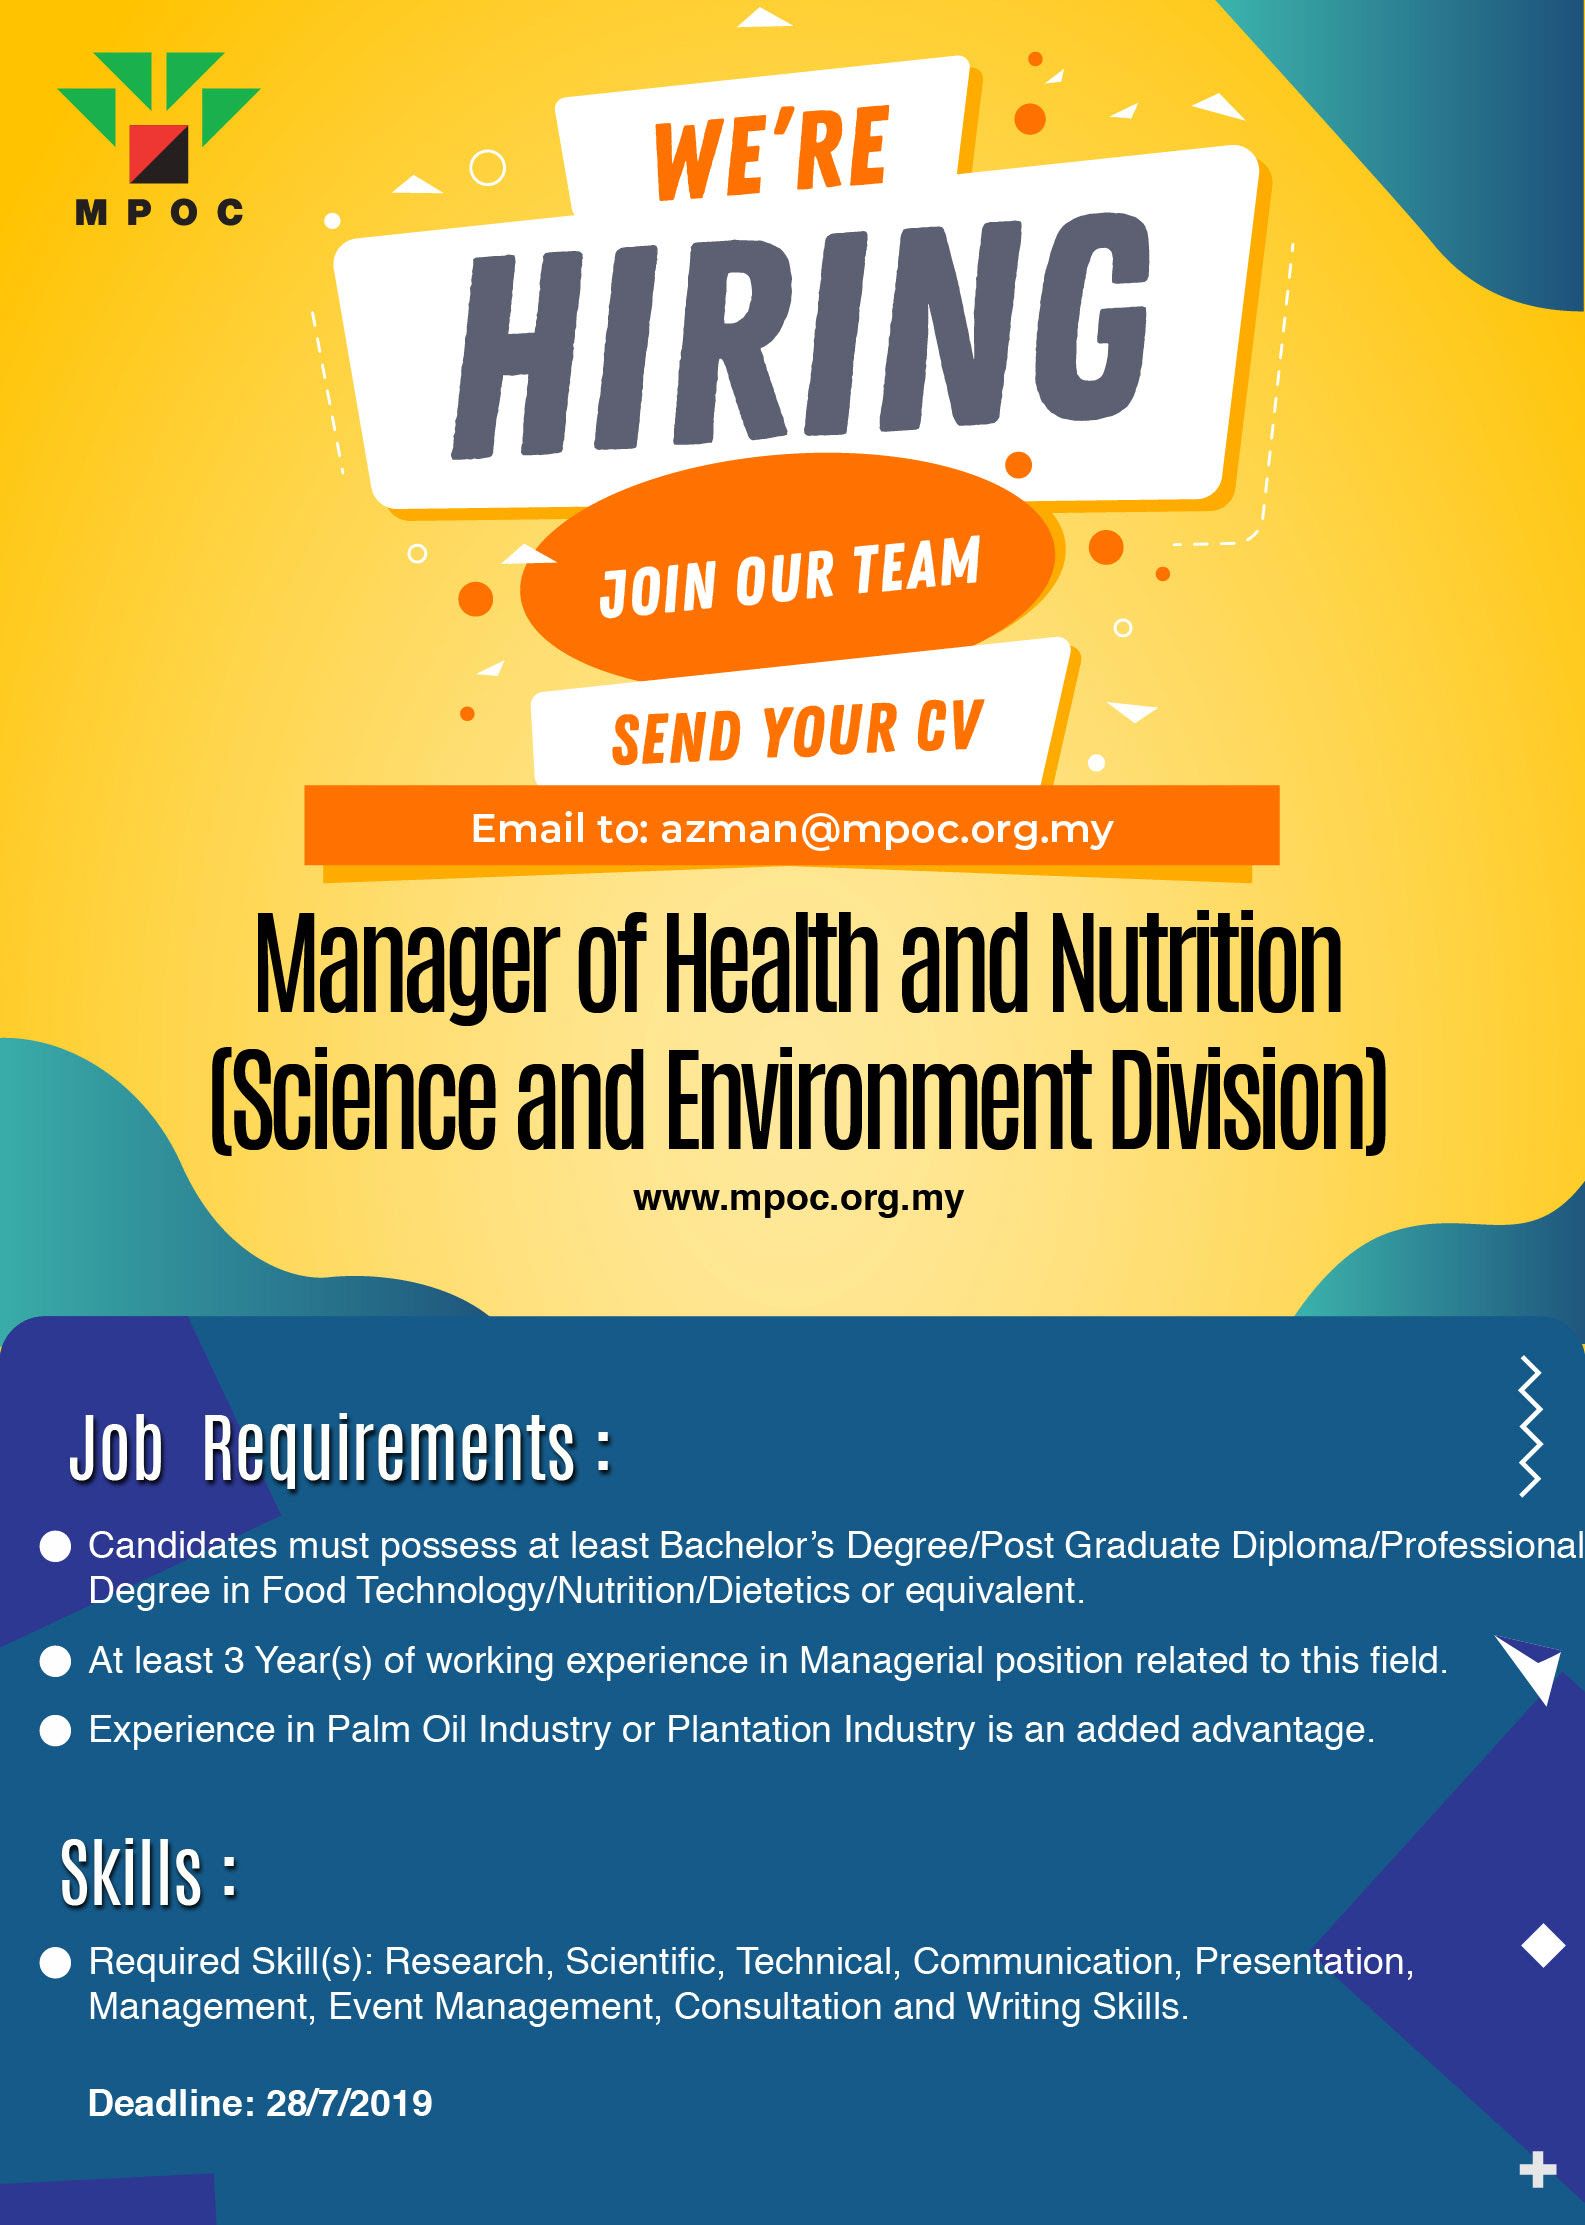 MPOC
WE'RE
HIRING
JOIN OUR TEAM
SEND YOUR CV
Email to: azman@mpoc.org.my
Manager of Health and Nutrition
(Science and Environment Division)
www.mpoc.org.my
Job Requirements :
Candidates must possess at least Bachelor’s Degree/Post Graduate Diploma/Professional
Degree in Food Technology/Nutrition/Dietetics or equivalent.
At least 3 Year(s) of working experience in Managerial position related to this field.
Experience in Palm Oil Industry or Plantation Industry is an added advantage.
Skills :
Required Skill(s): Research, Scientific, Technical, Communication, Presentation,
Management, Event Management, Consultation and Writing Skills.
Deadline: 28/7/2019